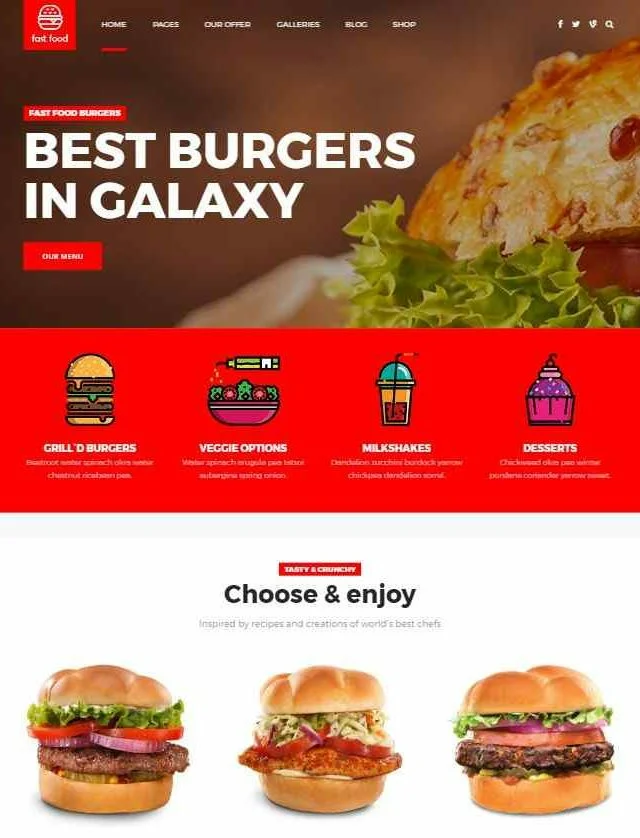 fast food
HOME PAGES OUR OFFER GALLERIES BLOG SHOP
FAST FOOD BURGERS
BEST BURGERS
IN GALAXY
OUR MENU
GRILL`D BURGERS
Beetroot water spinach okra water
chestnut ricebean pea.
VEGGIE OPTIONS
Water spinach arugula pea tatsoi
aubergine spring onion.
MILKSHAKES
Dandelion zucchini burdock yarrow
chickpea dandelion sorrel.
DESSERTS
Chickweed okra pea winter
purslane coriander yarrow sweet.
TASTY & CRUNCHY
Choose & enjoy
Inspired by recipes and creations of world's best chefs